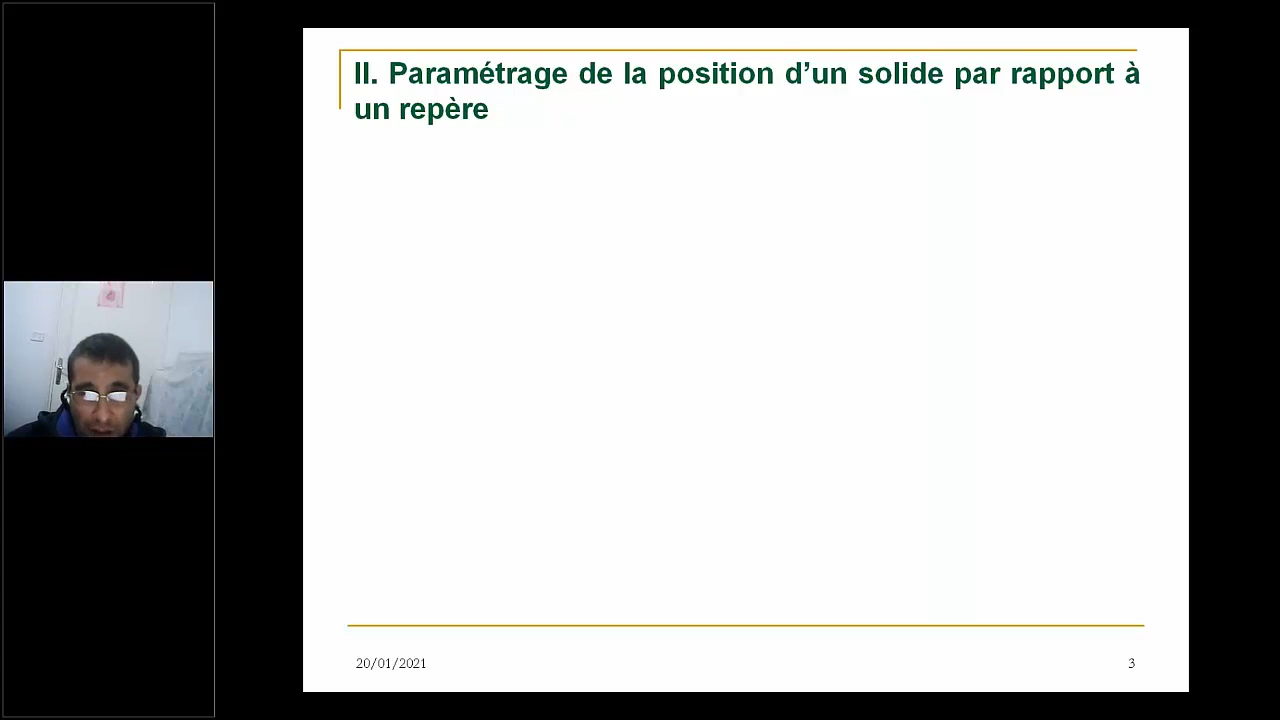 II. Paramétrage de la position d’un solide par rapport à
un repère
20/01/2021
3